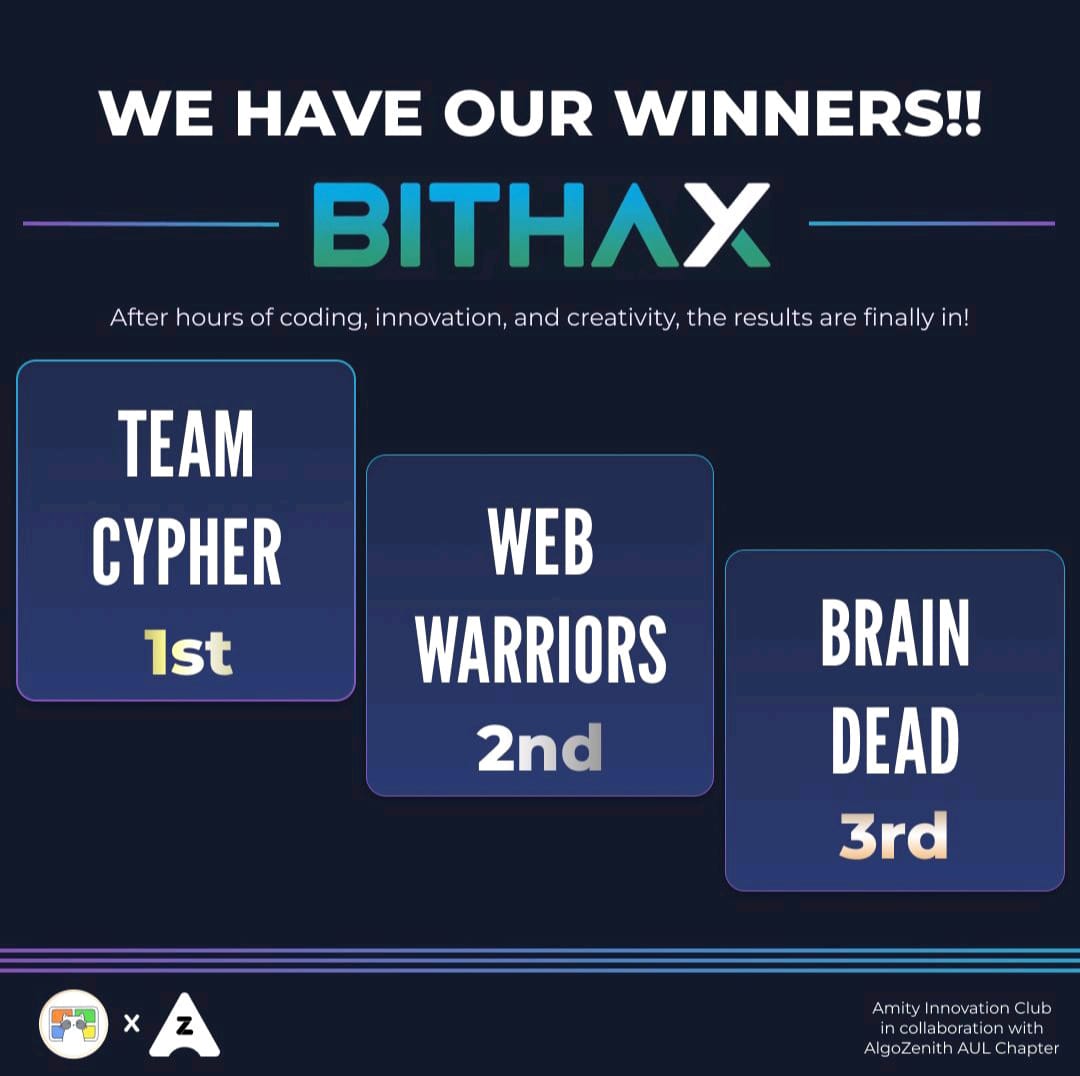 WE HAVE OUR WINNERS!!
BITHAX
After hours of coding, innovation, and creativity, the results are finally in!
TEAM
CYPHER
1st
WEB
WARRIORS
2nd
BRAIN
DEAD
3rd
X
Z
Amity Innovation Club
in collaboration with
AlgoZenith AUL Chapter